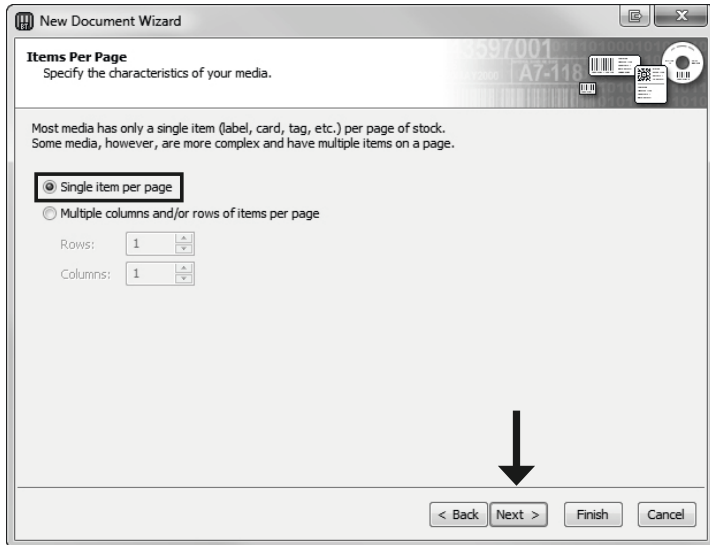 New Document Wizard
Items Per Page
Specify the characteristics of your media.
3597001
A7-118
Most media has only a single item (label, card, tag, etc.) per page of stock.
Some media, however, are more complex and have multiple items on a page.
Single item per page
Multiple columns and/or rows of items per page
Rows: 1
Columns: 1
< Back Next > Finish Cancel